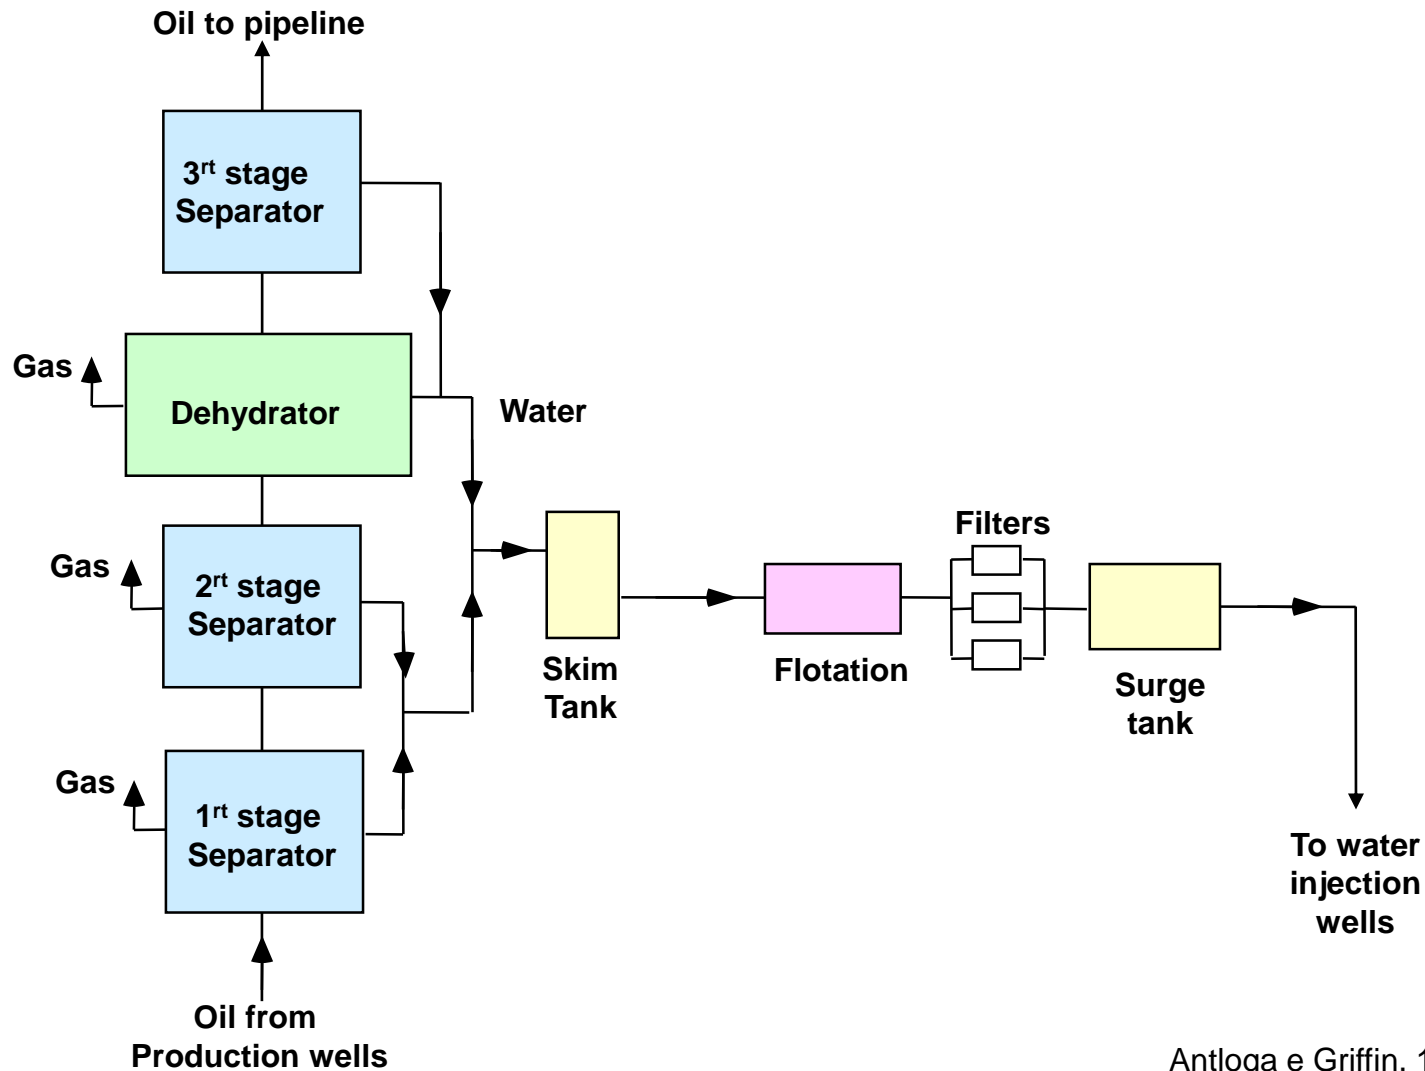 Oil to pipeline
3rt stage
Separator
Gas
Dehydrator
Water
Gas
2rt stage
Separator
Filters
Skim
Tank
Flotation
Surge
tank
Gas
1rt stage
Separator
To water
injection
wells
Oil from
Production wells
Antloga e Griffin, 1